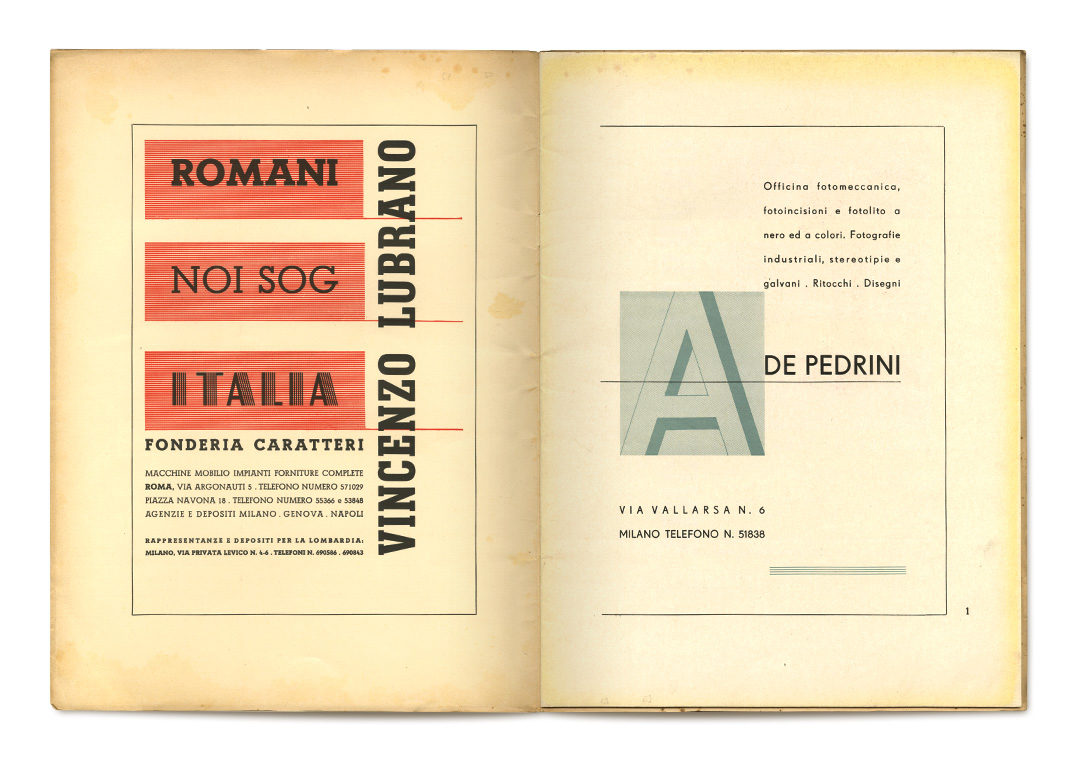 ROMANI
NOI SOG
ITALIA
FONDERIA CARATTERI
MACCHINE MOBILIO IMPIANTI FORNITURE COMPLETE
ROMA, VIA ARGONAUTI 5 . TELEFONO NUMERO 571029
PIAZZA NAVONA 18 . TELEFONO NUMERO 55366 e 53848
AGENZIE E DEPOSITI MILANO . GENOVA . NAPOLI
RAPPRESENTANZE E DEPOSITI PER LA LOMBARDIA:
MILANO, VIA PRIVATA LEVICO N. 4-6 . TELEFONI N. 690586 . 690843
VINCENZO LUBRANO
Officina fotomeccanica,
fotoincisioni e fotolito a
nero ed a colori. Fotografie
industriali, stereotipie e
galvani . Ritocchi . Disegni
A DE PEDRINI
VIA VALLARSA N. 6
MILANO TELEFONO N. 51838
1